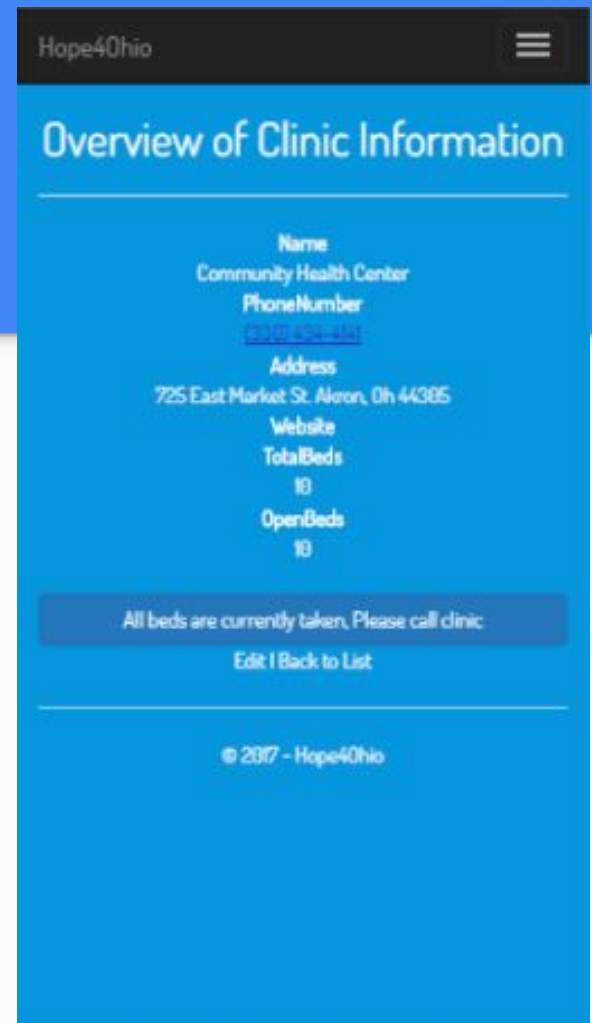 Hope4Ohio
Overview of Clinic Information
Name
Community Health Center
PhoneNumber
(330) 434-4141
Address
725 East Market St. Akron, Oh 44305
Website
TotalBeds
10
OpenBeds
10
All beds are currently taken, Please call clinic
Edit | Back to List
© 2017 - Hope4Ohio